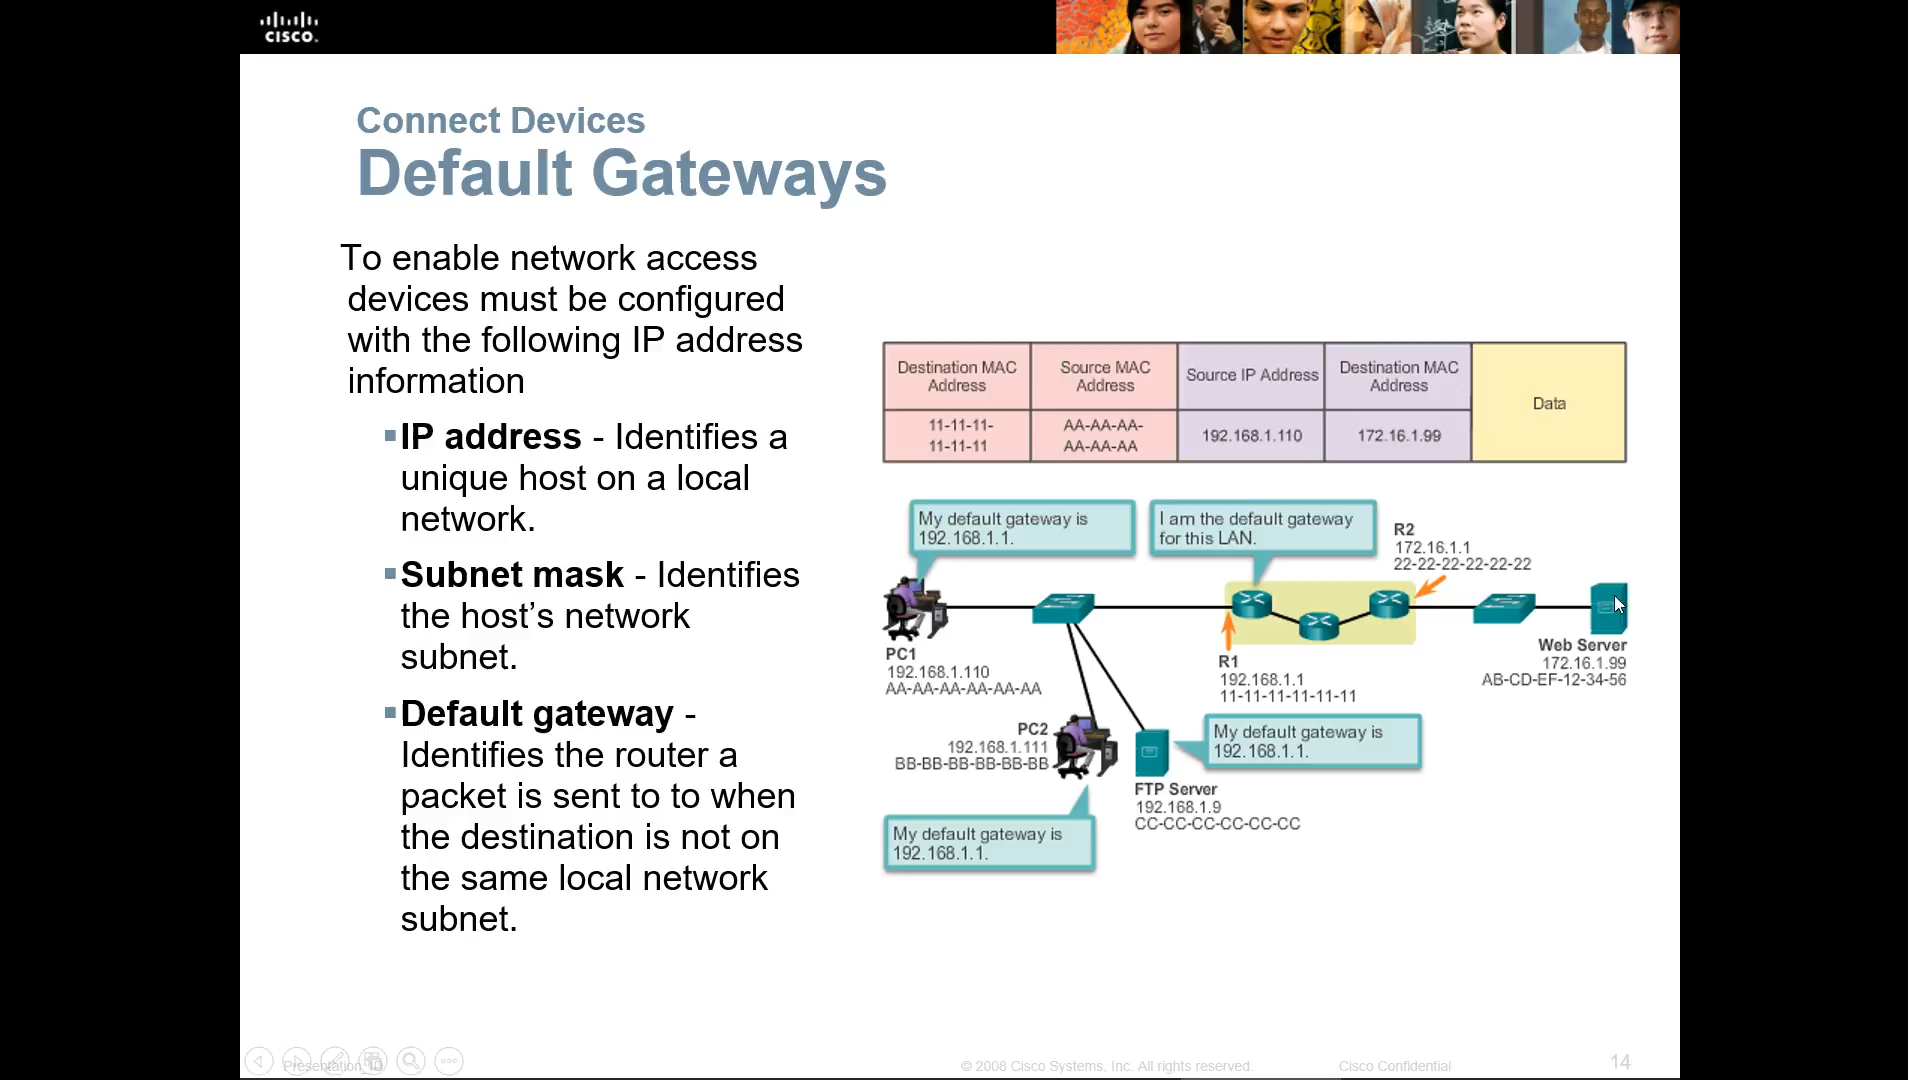 CISCO
Connect Devices
Default Gateways
To enable network access
devices must be configured
with the following IP address
information
IP address - Identifies a
unique host on a local
network.
Subnet mask - Identifies
the host’s network
subnet.
Default gateway -
Identifies the router a
packet is sent to to when
the destination is not on
the same local network
subnet.
Destination MAC
Address
Source MAC
Address
Source IP Address
Destination MAC
Address
Data
11-11-11-
11-11-11
AA-AA-AA-
AA-AA-AA
192.168.1.110
172.16.1.99
My default gateway is
192.168.1.1.
I am the default gateway
for this LAN.
R2
172.16.1.1
22-22-22-22-22-22
PC1
192.168.1.110
AA-AA-AA-AA-AA-AA
R1
192.168.1.1
11-11-11-11-11-11
Web Server
172.16.1.99
AB-CD-EF-12-34-56
PC2
192.168.1.111
BB-BB-BB-BB-BB-BB
My default gateway is
192.168.1.1.
FTP Server
192.168.1.9
CC-CC-CC-CC-CC-CC
My default gateway is
192.168.1.1.
Presentation_ID
© 2008 Cisco Systems, Inc. All rights reserved.
Cisco Confidential
14